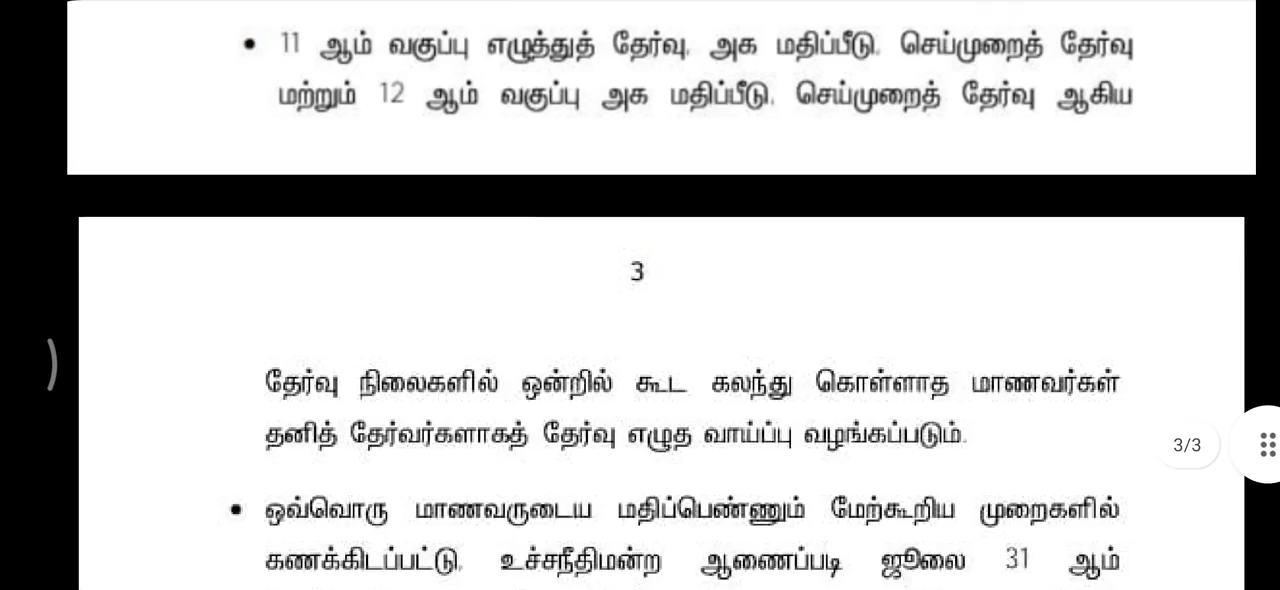 • 11 ஆம் வகுப்பு எழுத்துத் தேர்வு, அக மதிப்பீடு, செய்முறைத் தேர்வு
மற்றும் 12 ஆம் வகுப்பு அக மதிப்பீடு, செய்முறைத் தேர்வு ஆகிய
3
தேர்வு நிலைகளில் ஒன்றில் கூட கலந்து கொள்ளாத மாணவர்கள்
தனித் தேர்வர்களாகத் தேர்வு எழுத வாய்ப்பு வழங்கப்படும்.
3/3
• ஒவ்வொரு மாணவருடைய மதிப்பெண்ணும் மேற்கூறிய முறைகளில்
கணக்கிடப்பட்டு, உச்சநீதிமன்ற ஆணைப்படி ஜூலை 31 ஆம்